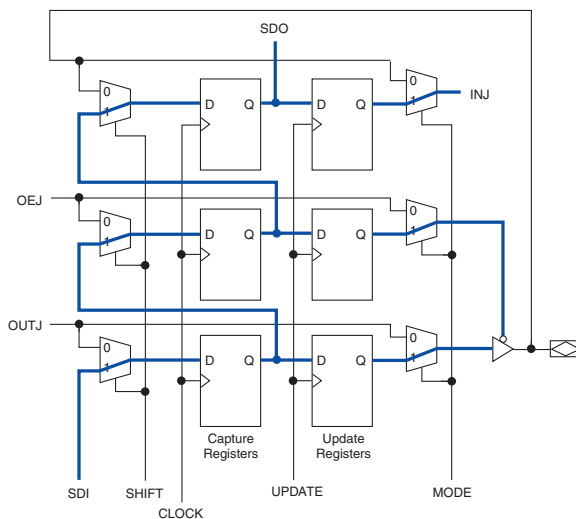 SDO
0
1
D Q
D Q
0
1
INJ
OEJ
0
1
D Q
D Q
0
1
OUTJ
0
1
D Q
D Q
0
1
Capture
Registers
Update
Registers
SDI
SHIFT
CLOCK
UPDATE
MODE